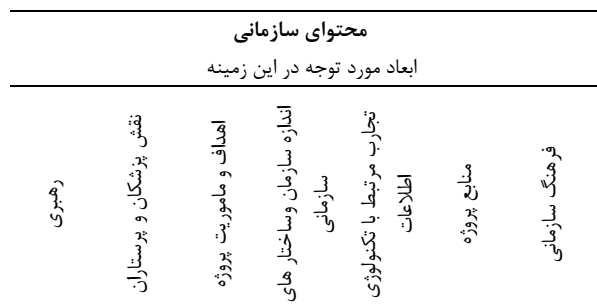 محتوای سازمانی
ابعاد مورد توجه در این زمینه
فرهنگ سازمانی
منابع پروژه
تجارب مرتبط با تکنولوژی
اطلاعات
اندازه سازمان وساختار های
سازمانی
اهداف و ماموریت پروژه
نقش پزشکان و پرستاران
رهبری